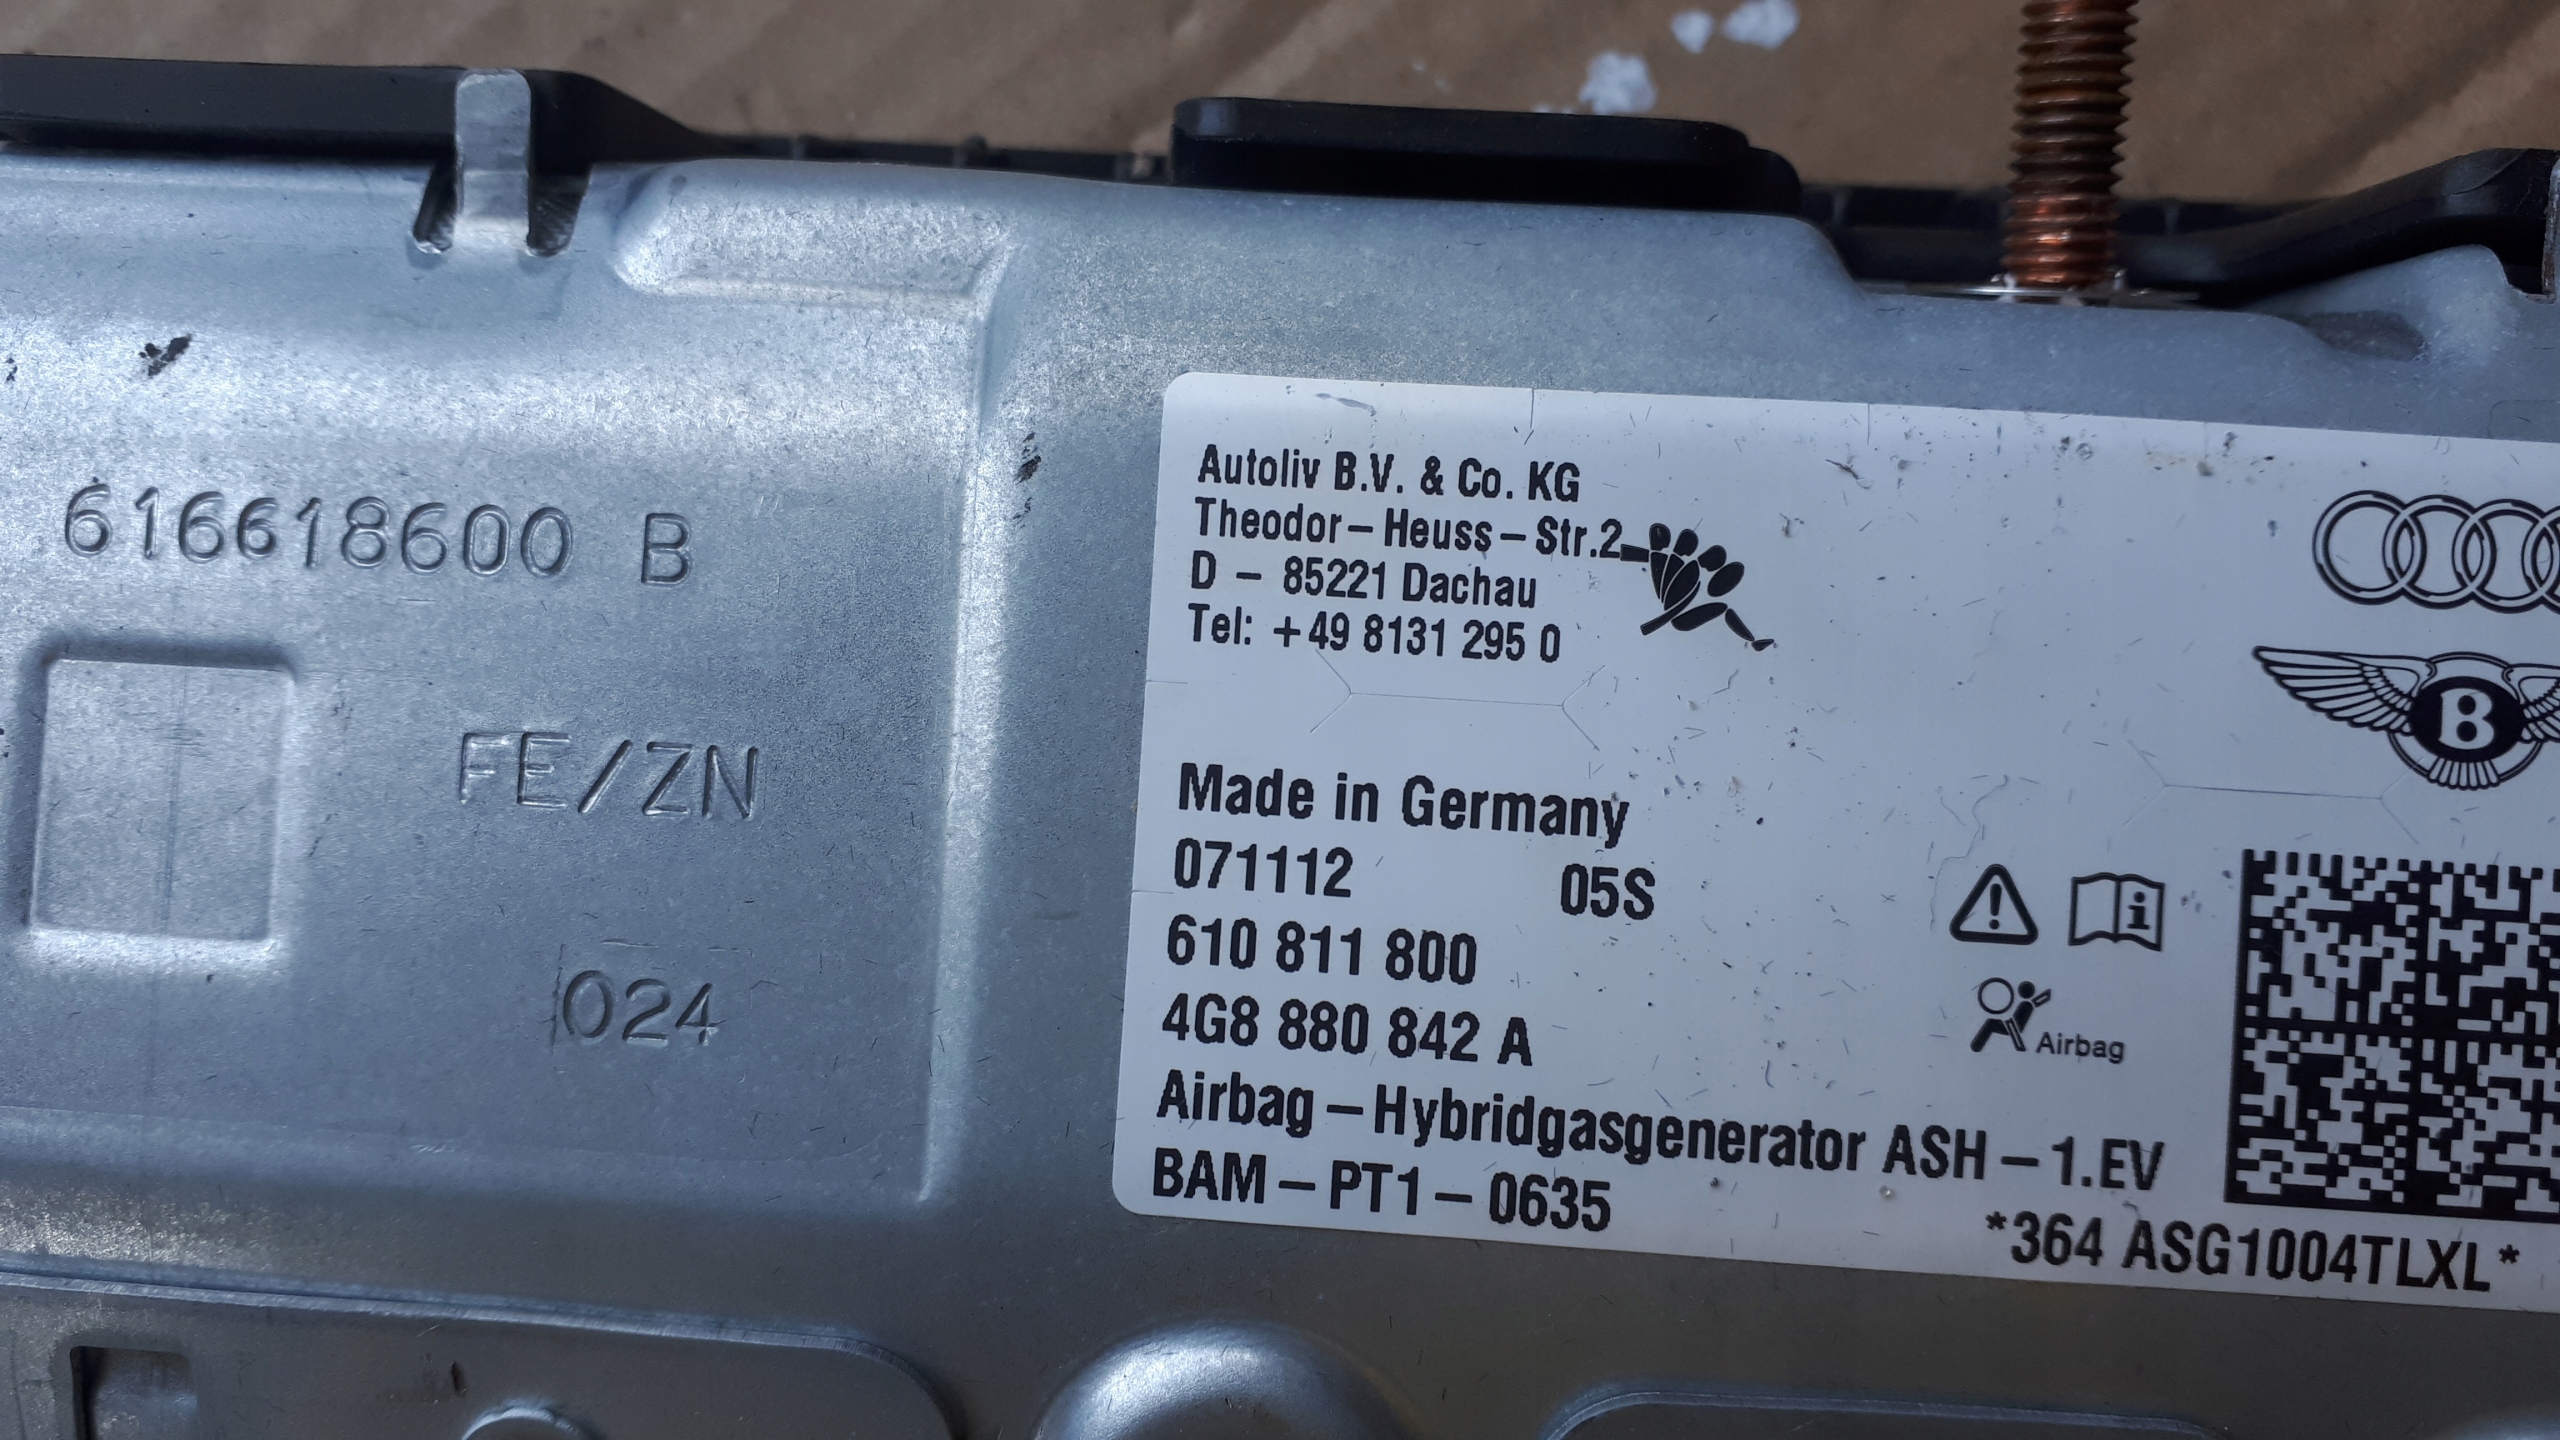 616618600 B
FE/ZN
024
Autoliv B.V. & Co. KG
Theodor – Heuss – Str.2
D – 85221 Dachau
Tel: +49 8131 295 0
B
Made in Germany
071112 05S
610 811 800
4G8 880 842 A
Airbag
Airbag – Hybridgasgenerator ASH – 1.EV
BAM – PT1 – 0635
*364 ASG1004TLXL*